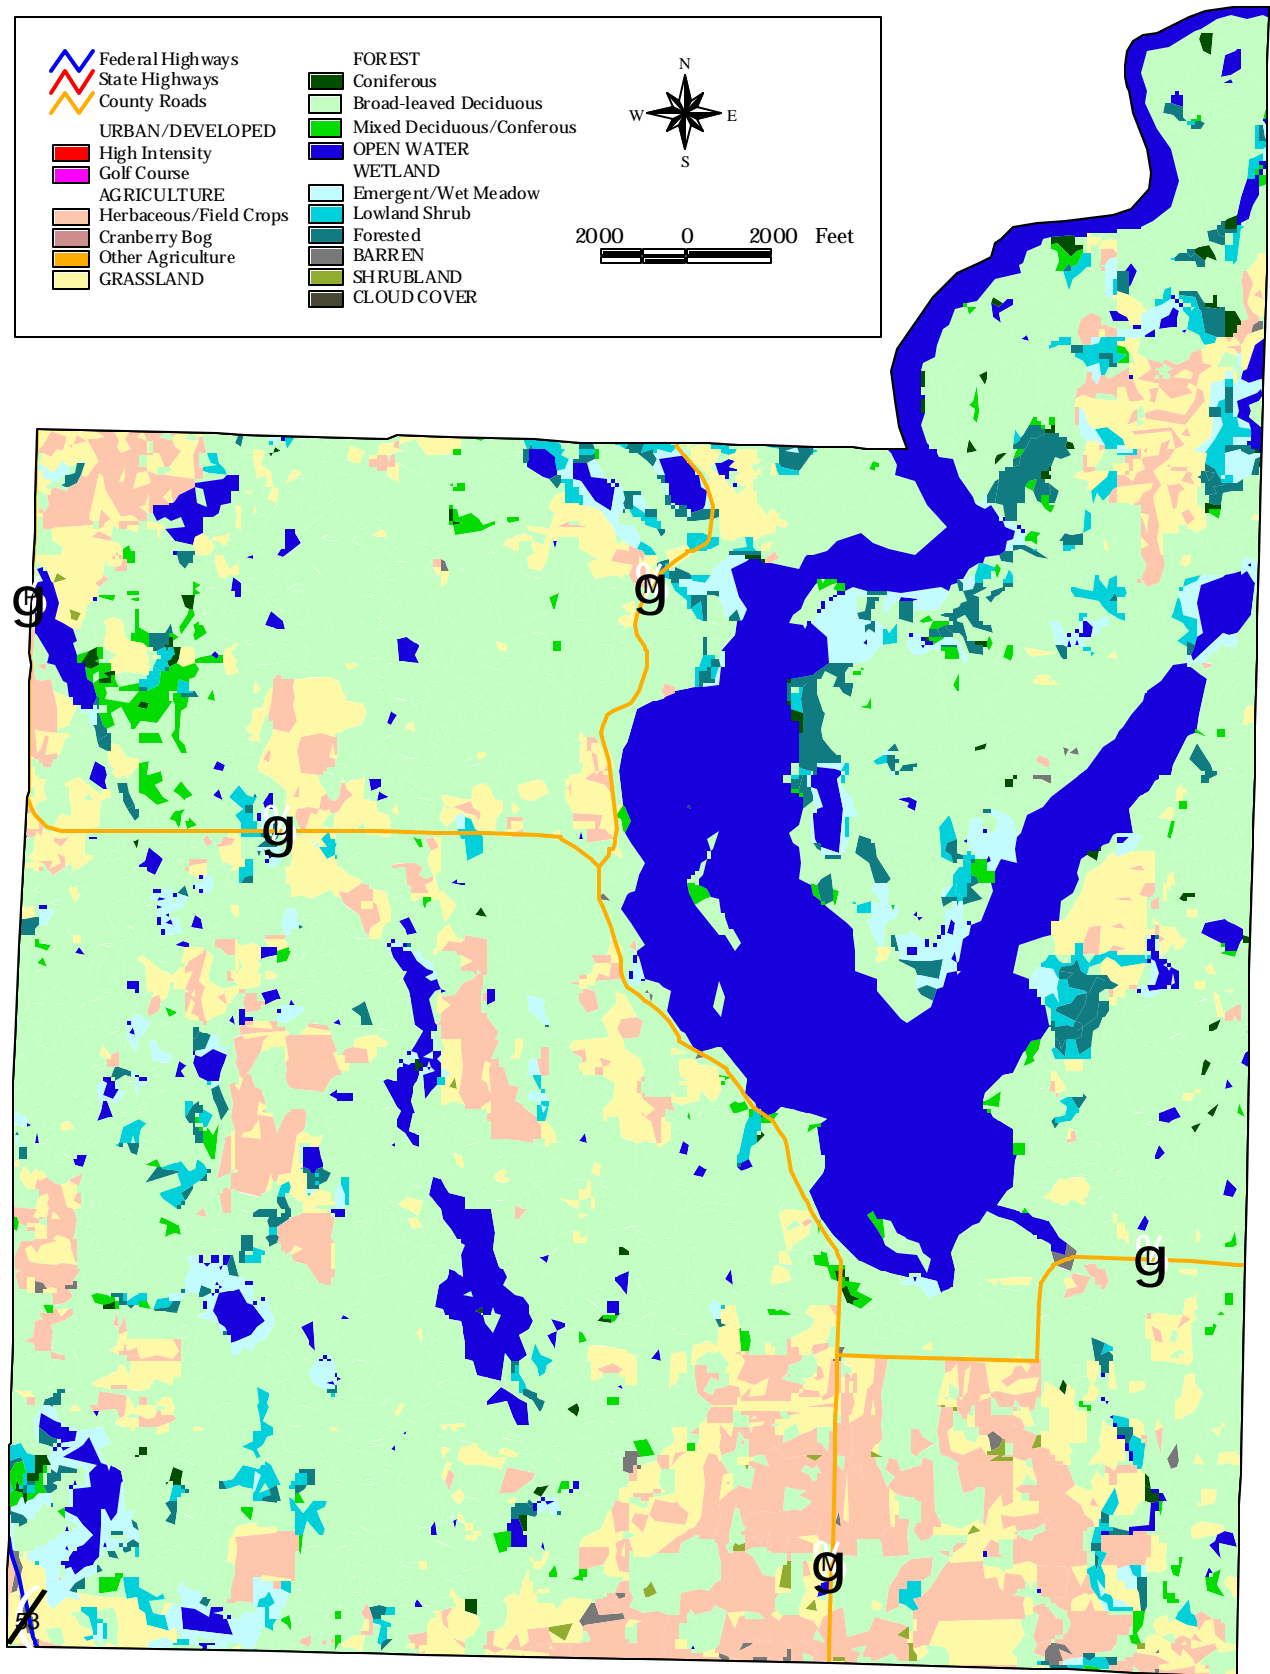 Federal Highways
State Highways
County Roads
URBAN/DEVELOPED
High Intensity
Golf Course
AGRICULTURE
Herbaceous/Field Crops
Cranberry Bog
Other Agriculture
GRASSLAND
FOREST
Coniferous
Broad-leaved Deciduous
Mixed Deciduous/Conferous
OPEN WATER
WETLAND
Emergent/Wet Meadow
Lowland Shrub
Forested
BARREN
SHRUBLAND
CLOUD COVER
N
W E
S
2000 0 2000 Feet
g
M
g
L
g
L
g
M
g
53